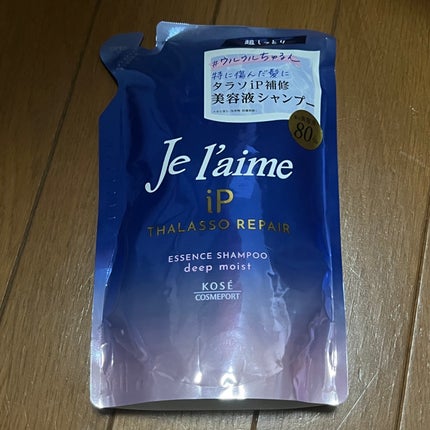 超しっとり
#ウルウルちゅるん
特に傷んだ髪に
タラソiP補修
美容液シャンプー
80
Je l'aime
iP
THALASSO REPAIR
ESSENCE SHAMPOO
deep moist
KOSÉ
COSMEPORT